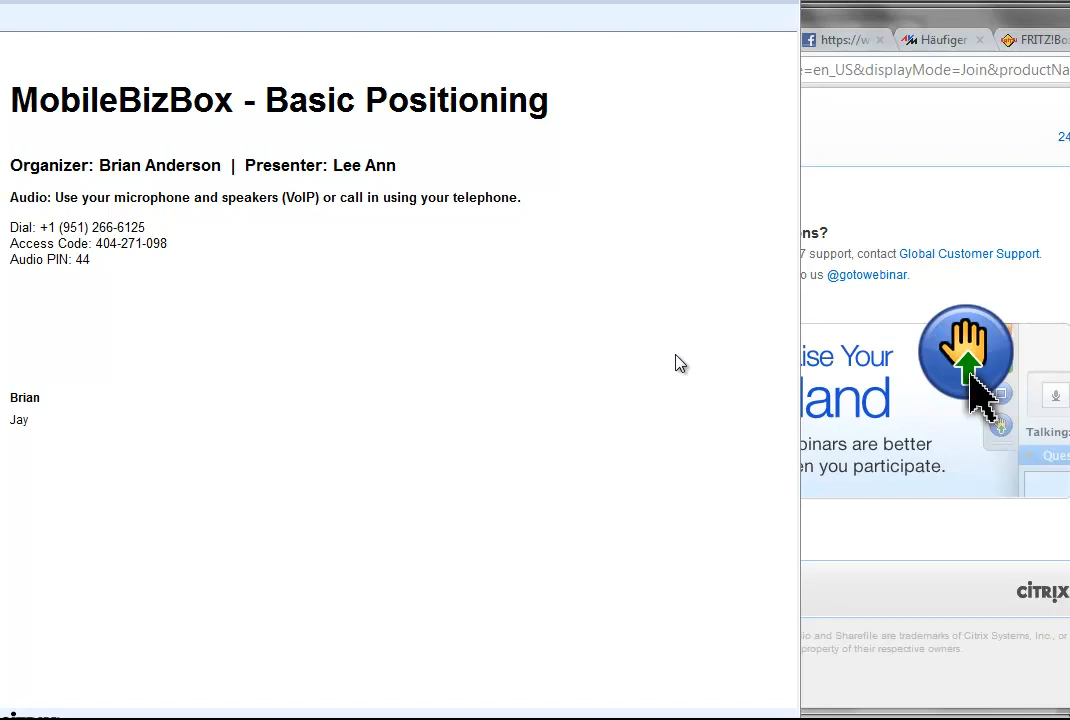 https://w
Häufiger
FRITZ!Bo
=en_US&displayMode=Join&productNa
24
MobileBizBox - Basic Positioning
Organizer: Brian Anderson | Presenter: Lee Ann
Audio: Use your microphone and speakers (VoIP) or call in using your telephone.
Dial: +1 (951) 266-6125
Access Code: 404-271-098
Audio PIN: 44
Brian
Jay
ons?
7 support, contact Global Customer Support.
o us @gotowebinar.
ise Your
land
binars are better
en you participate.
Talking:
Ques
CITRIX
io and Sharefile are trademarks of Citrix Systems, Inc., or
property of their respective owners.